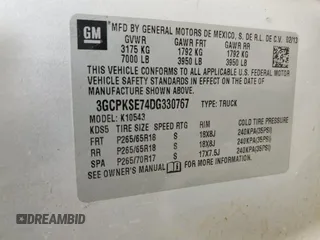 GM
MFD BY GENERAL MOTORS DE MEXICO, S. DE R.L. DE C.V. 02/13
GVWR GAWR FRT GAWR RR
3175 KG 1792 KG 1792 KG
7000 LB 3950 LB 3950 LB
THIS VEHICLE CONFORMS TO ALL APPLICABLE U.S. FEDERAL MOTOR
VEHICLE SAFETY STANDARDS IN EFFECT ON THE DATE OF
MANUFACTURE SHOWN ABOVE.
3GCPKSE74DG330767 TYPE: TRUCK
MODEL: K10543
KDS5 TIRE SIZE SPEED RTG RIM COLD TIRE PRESSURE
FRT P265/65R18 S 18X8J 240KPA(35PSI)
RR P265/65R18 S 18X8J 240KPA(35PSI)
SPA P265/70R17 S 17X7.5J 240KPA(35PSI)
SEE OWNER'S MANUAL FOR
DREAMBID